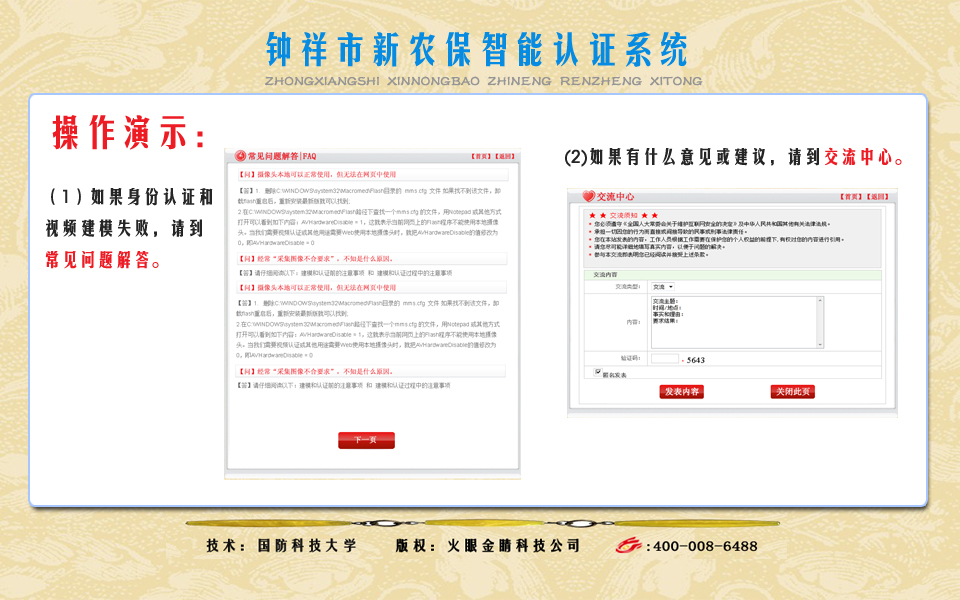 钟祥市新农保智能认证系统
ZHONGXIANGSHI XINNONGBAO ZHINENG RENZHENG XITONG
操作演示：
（1）如果身份认证和
视频建模失败，请到
常见问题解答。
常见问题解答|FAQ 【首页】【返回】
【问】摄像头本地可以正常使用，但无法在网页中使用
【答】1. 删除C:\WINDOWS\system32\Macromed\Flash目录的 mms.cfg 文件 如果找不到该文件，卸
载flash重启后，重新安装最新版就可以找到;
2.在C:\WINDOWS\system32\Macromed\Flash路径下查找一个mms.cfg 的文件，用Notepad 或其他方式
打开可以看到如下内容：AVHardwareDisable = 1，这就表示当前网页上的Flash程序不能使用本地摄像
头，当我们需要视频认证或其他用途需要Web使用本地摄像头时，就把AVHardwareDisable的值修改为
0，即AVHardwareDisable = 0
【问】经常“采集图像不合要求”，不知是什么原因。
【答】请仔细阅读以下：建模和认证前的注意事项 和 建模和认证过程中的注意事项
【问】摄像头本地可以正常使用，但无法在网页中使用
【答】1. 删除C:\WINDOWS\system32\Macromed\Flash目录的 mms.cfg 文件 如果找不到该文件，卸
载flash重启后，重新安装最新版就可以找到;
2.在C:\WINDOWS\system32\Macromed\Flash路径下查找一个mms.cfg 的文件，用Notepad 或其他方式
打开可以看到如下内容：AVHardwareDisable = 1，这就表示当前网页上的Flash程序不能使用本地摄像
头，当我们需要视频认证或其他用途需要Web使用本地摄像头时，就把AVHardwareDisable的值修改为
0，即AVHardwareDisable = 0
【问】经常“采集图像不合要求”，不知是什么原因。
【答】请仔细阅读以下：建模和认证前的注意事项 和 建模和认证过程中的注意事项
下一页
(2)如果有什么意见或建议，请到交流中心。
交流中心 【首页】【返回】
★ ★ 交流须知 ★ ★
您必须遵守《全国人大常委会关于维护互联网安全的决定》及中华人民共和国其他有关法律法规。
承担一切因您的行为而直接或间接导致的民事或刑事法律责任。
您在本站发表的内容，工作人员根据工作需要在保护您的个人权益的前提下,有权对您的内容进行引用。
请您尽可能详细地填写真实内容，以便于问题的解决。
参与本交流即表明您已经阅读并接受上述条款。
交流内容
交流类型： 交流
内容：
交流主题：
时间/地点：
事实和理由：
要求结果：
验证码： - 5643
匿名发表
发表内容 关闭此页
技术：国防科技大学 版权：火眼金睛科技公司 :400-008-6488